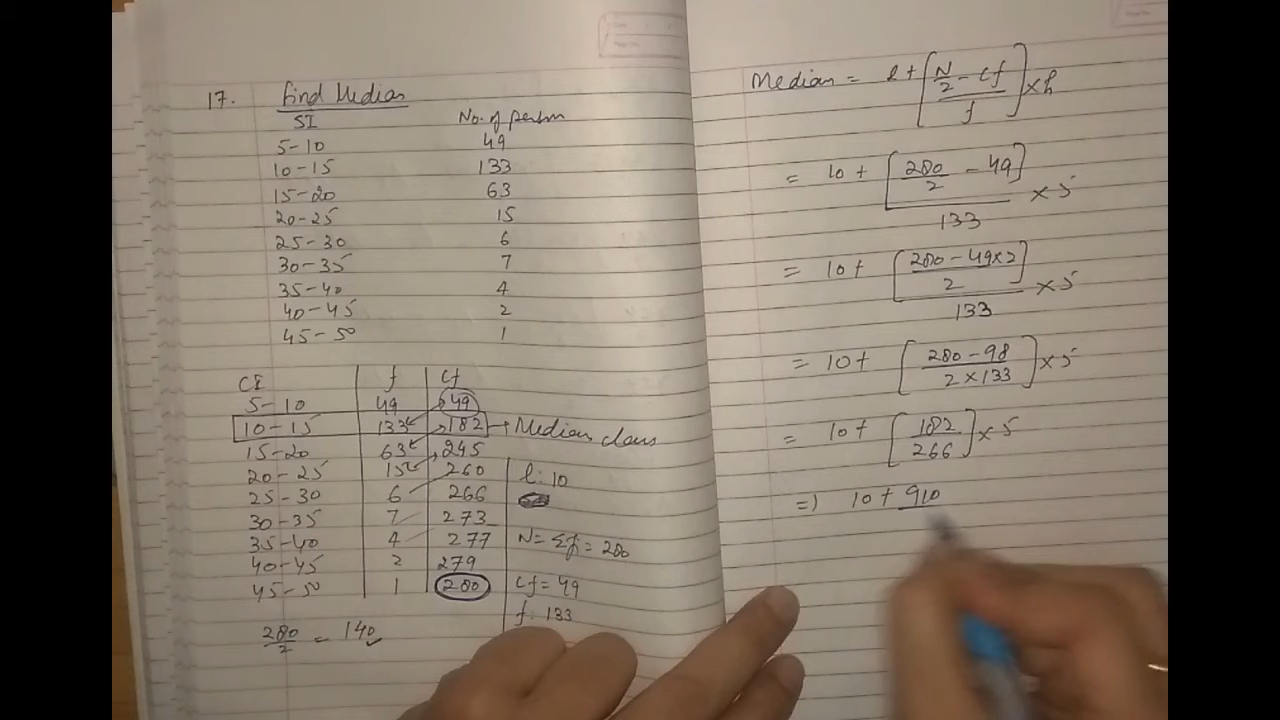 17. find Median
SI No. of person
5-10 49
10-15 133
15-20 63
20-25 15
25-30 6
30-35 7
35-40 4
40-45 2
45-50 1
CI f cf
5-10 49 49
10-15 133 182 → Median class
15-20 63 245
20-25 15 260
25-30 6 266
30-35 7 273
35-40 4 277
40-45 2 279
45-50 1 280
280/2 = 140
l: 10
N = Σf = 280
cf = 49
f: 133
Median = l + [N/2 - cf / f] × h
= 10 + [280/2 - 49] / 133 × 5
= 10 + [280 - 49×2 / 2] / 133 × 5
= 10 + [280 - 98 / 2 × 133] × 5
= 10 + [182 / 266] × 5
=) 10 + 910